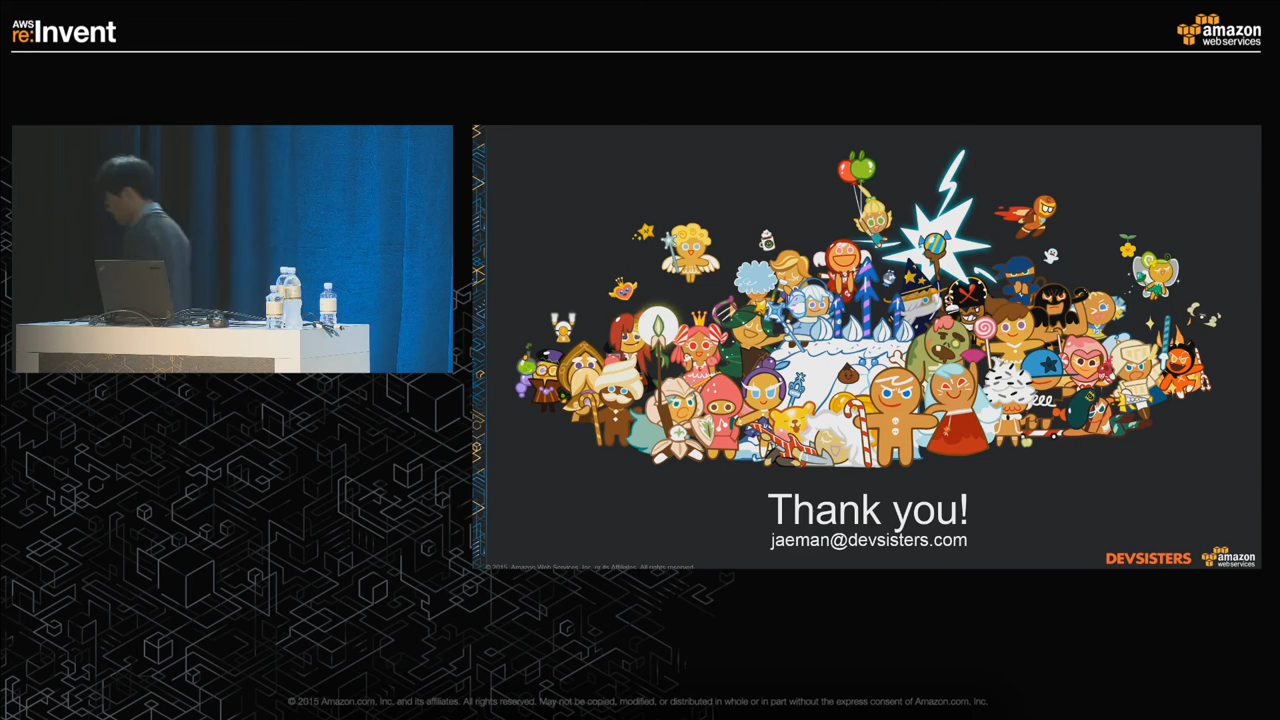 AWS
re:Invent
amazon
web services
Thank you!
jaeman@devsisters.com
DEVSISTERS
amazon
web services
© 2015 Amazon Web Services, Inc. or its Affiliates. All rights reserved.
© 2015 Amazon.com, Inc. and its affiliates. All rights reserved. May not be copied, modified, or distributed in whole or in part without the express consent of Amazon.com, Inc.